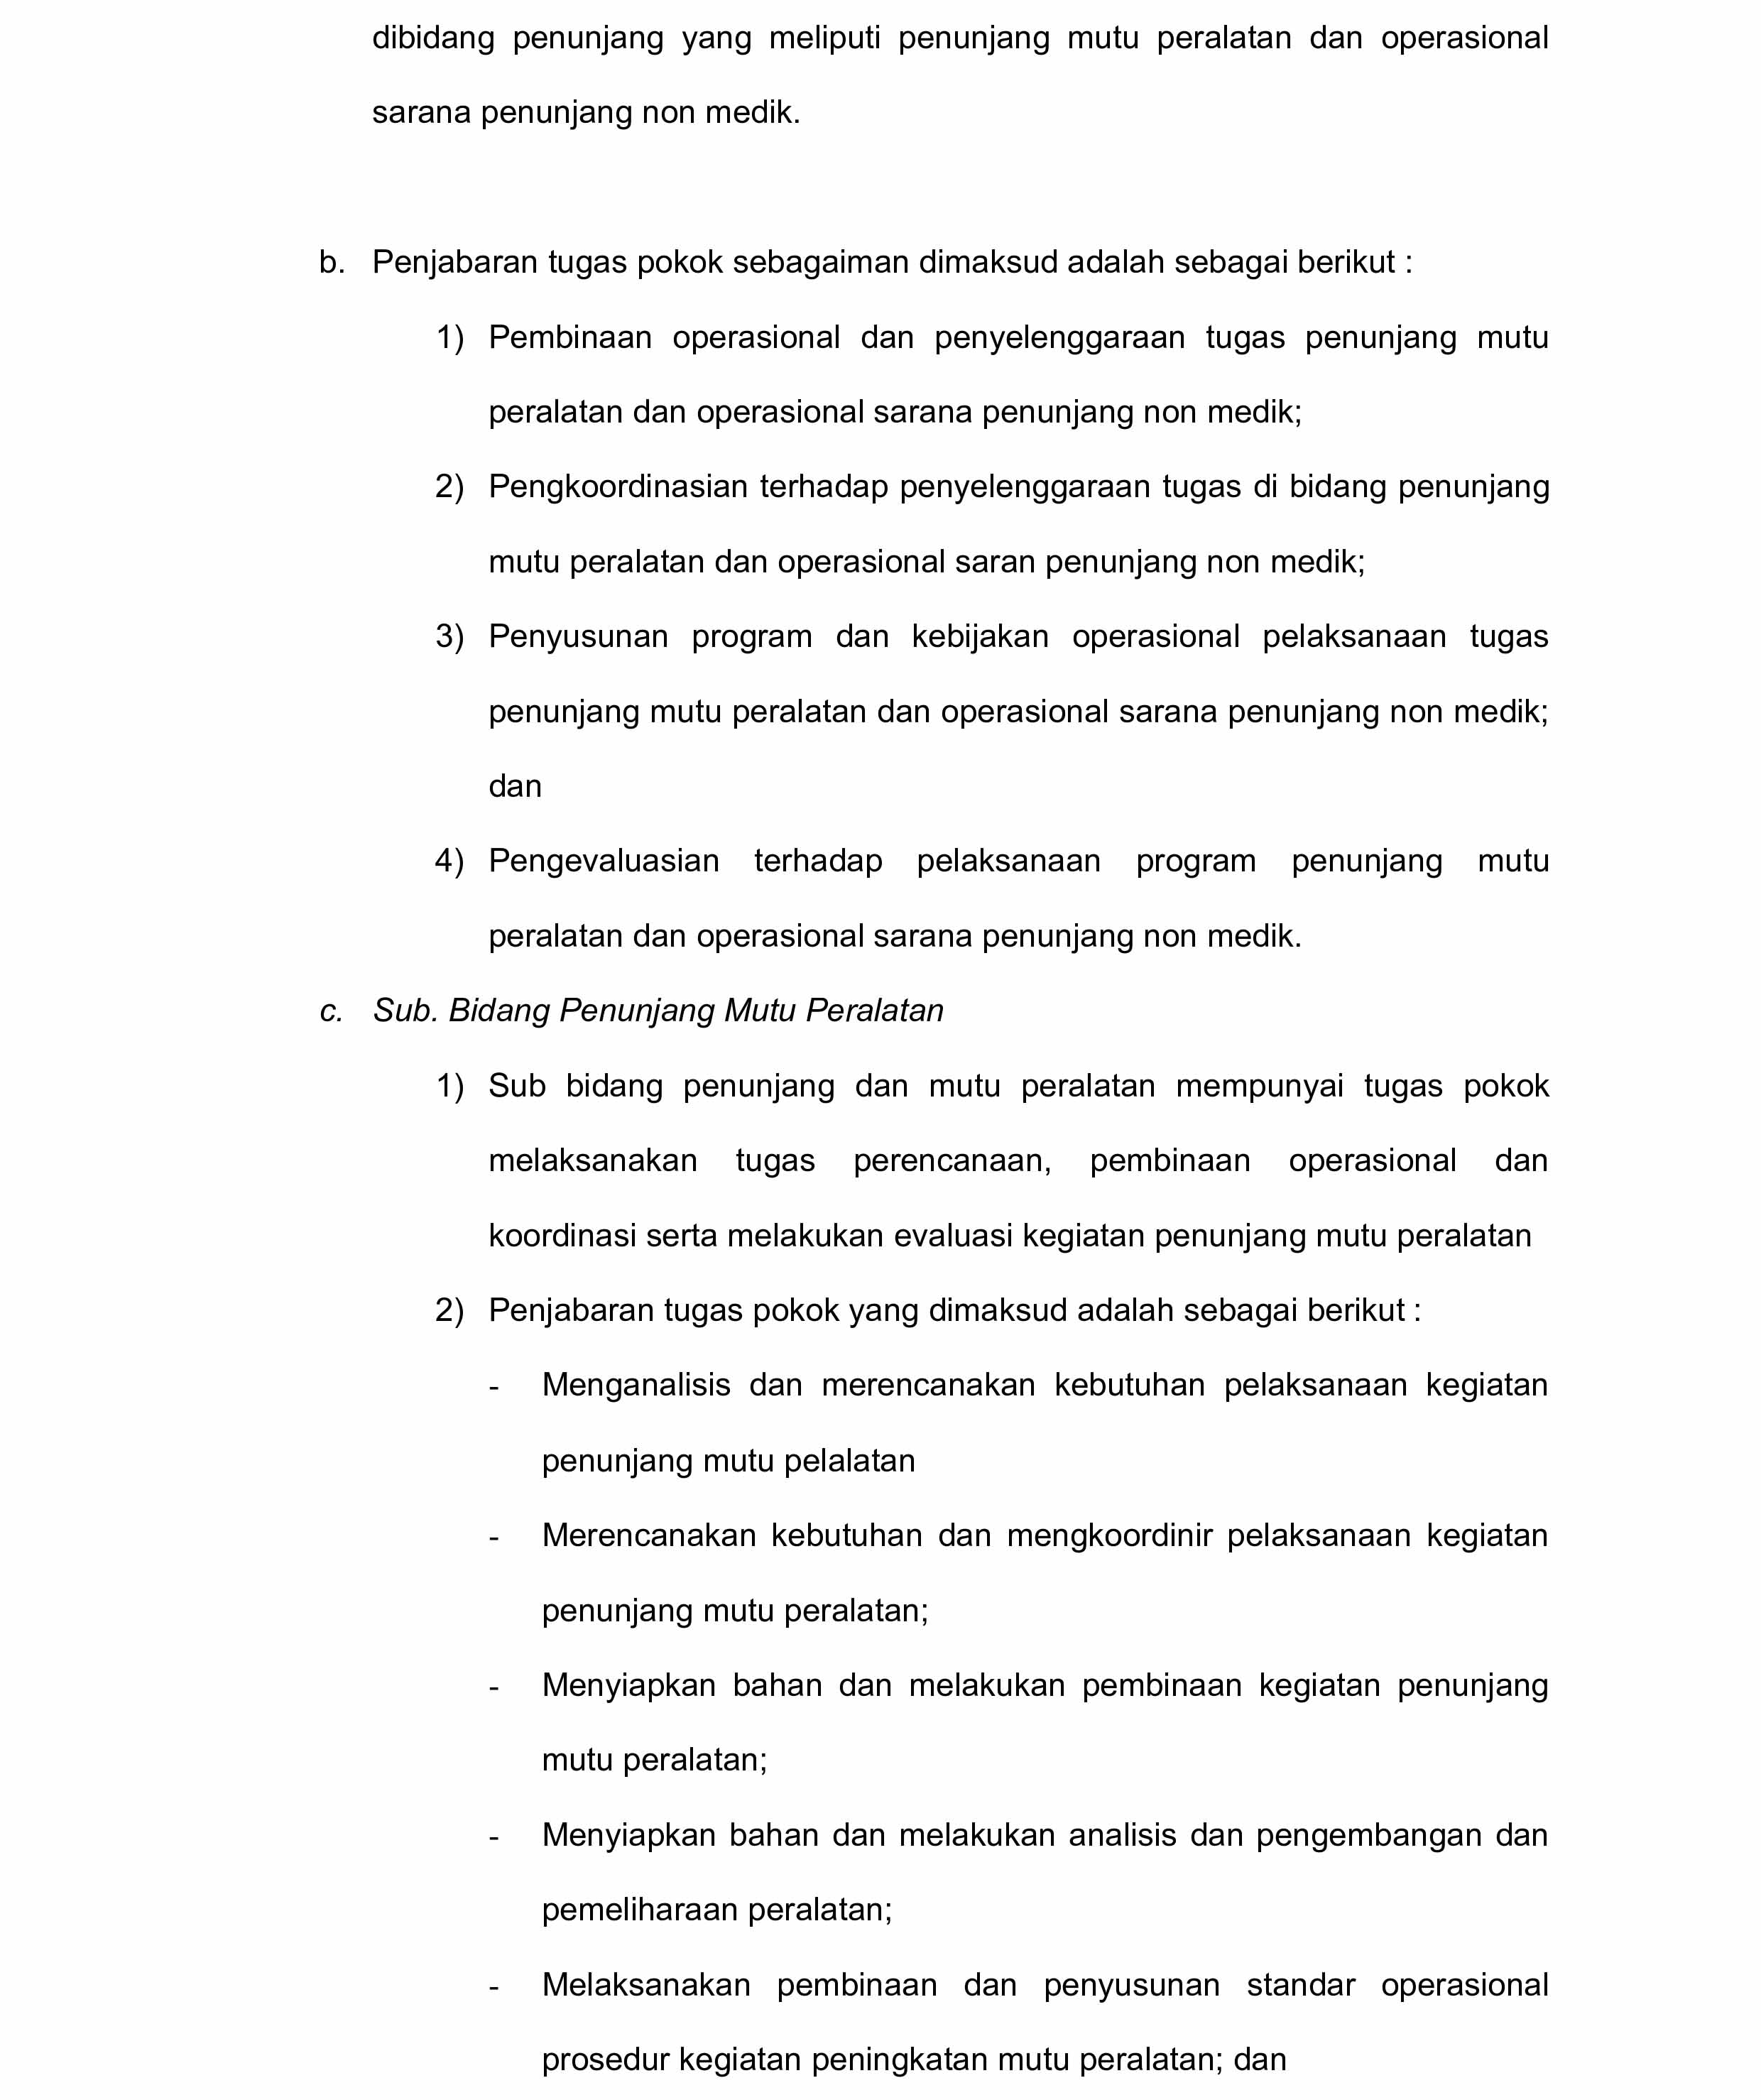 dibidang penunjang yang meliputi penunjang mutu peralatan dan operasional
sarana penunjang non medik.
b. Penjabaran tugas pokok sebagaiman dimaksud adalah sebagai berikut :
1) Pembinaan operasional dan penyelenggaraan tugas penunjang mutu
peralatan dan operasional sarana penunjang non medik;
2) Pengkoordinasian terhadap penyelenggaraan tugas di bidang penunjang
mutu peralatan dan operasional saran penunjang non medik;
3) Penyusunan program dan kebijakan operasional pelaksanaan tugas
penunjang mutu peralatan dan operasional sarana penunjang non medik;
dan
4) Pengevaluasian terhadap pelaksanaan program penunjang mutu
peralatan dan operasional sarana penunjang non medik.
c. Sub. Bidang Penunjang Mutu Peralatan
1) Sub bidang penunjang dan mutu peralatan mempunyai tugas pokok
melaksanakan tugas perencanaan, pembinaan operasional dan
koordinasi serta melakukan evaluasi kegiatan penunjang mutu peralatan
2) Penjabaran tugas pokok yang dimaksud adalah sebagai berikut :
- Menganalisis dan merencanakan kebutuhan pelaksanaan kegiatan
penunjang mutu pelalatan
- Merencanakan kebutuhan dan mengkoordinir pelaksanaan kegiatan
penunjang mutu peralatan;
- Menyiapkan bahan dan melakukan pembinaan kegiatan penunjang
mutu peralatan;
- Menyiapkan bahan dan melakukan analisis dan pengembangan dan
pemeliharaan peralatan;
- Melaksanakan pembinaan dan penyusunan standar operasional
prosedur kegiatan peningkatan mutu peralatan; dan